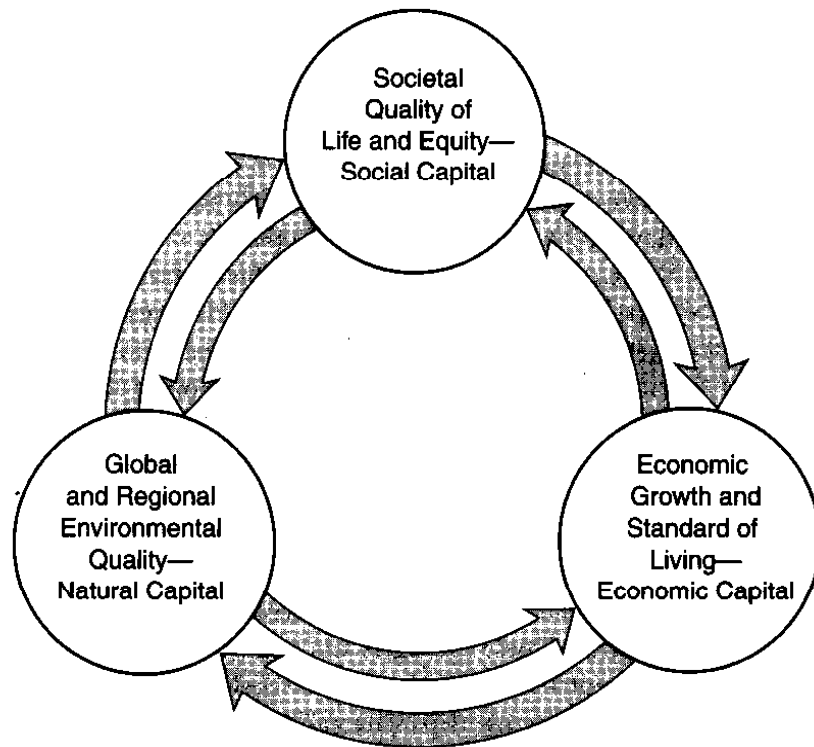 Societal
Quality of
Life and Equity—
Social Capital
Global
and Regional
Environmental
Quality—
Natural Capital
Economic
Growth and
Standard of
Living—
Economic Capital